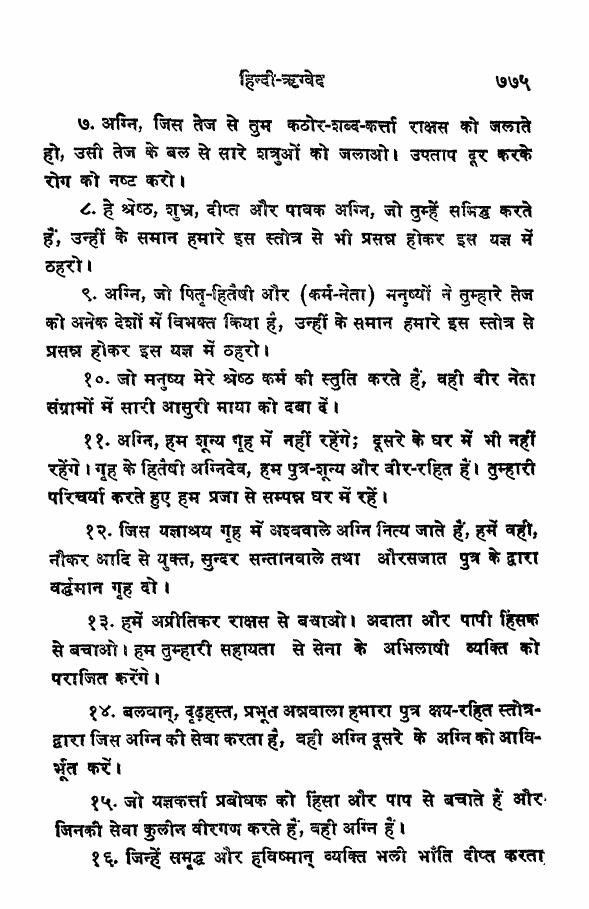 हिन्दी-ऋग्वेद ७७५
७. अग्नि, जिस तेज से तुम कठोर-शब्द-कर्त्ता राक्षस को जलाते
हो, उसी तेज के बल से सारे शत्रुओं को जलाओ। उपताप दूर करके
रोग को नष्ट करो।
८. हे श्रेष्ठ, शुभ्र, दीप्त और पावक अग्नि, जो तुम्हें समिद्ध करते
हैं, उन्हीं के समान हमारे इस स्तोत्र से भी प्रसन्न होकर इस यज्ञ में
ठहरो।
९. अग्नि, जो पितृ-हितैषी और (कर्म-नेता) मनुष्यों ने तुम्हारे तेज
को अनेक देशों में विभक्त किया है, उन्हीं के समान हमारे इस स्तोत्र से
प्रसन्न होकर इस यज्ञ में ठहरो।
१०. जो मनुष्य मेरे श्रेष्ठ कर्म की स्तुति करते हैं, वही वीर नेता
संग्रामों में सारी आसुरी माया को दबा दें।
११. अग्नि, हम शून्य गृह में नहीं रहेंगे; दूसरे के घर में भी नहीं
रहेंगे। गृह के हितैषी अग्निदेव, हम पुत्र-शून्य और वीर-रहित हैं। तुम्हारी
परिचर्या करते हुए हम प्रजा से सम्पन्न घर में रहें।
१२. जिस यज्ञाश्रय गृह में अश्ववाले अग्नि नित्य जाते हैं, हमें वही,
नौकर आदि से युक्त, सुन्दर सन्तानवाले तथा औरसजात पुत्र के द्वारा
वर्द्धमान गृह दो।
१३. हमें अप्रीतिकर राक्षस से बचाओ। अदाता और पापी हिंसक
से बचाओ। हम तुम्हारी सहायता से सेना के अभिलाषी व्यक्ति को
पराजित करेंगे।
१४. बलवान्, दृढ़हस्त, प्रभूत अन्नवाला हमारा पुत्र क्षय-रहित स्तोत्र-
द्वारा जिस अग्नि की सेवा करता है, वही अग्नि दूसरे के अग्नि को आवि-
र्भूत करें।
१५. जो यज्ञकर्त्ता प्रबोधक को हिंसा और पाप से बचाते हैं और
जिनकी सेवा कुलीन वीरगण करते हैं, वही अग्नि हैं।
१६. जिन्हें समृद्ध और हविष्मान् व्यक्ति भली भाँति दीप्त करता